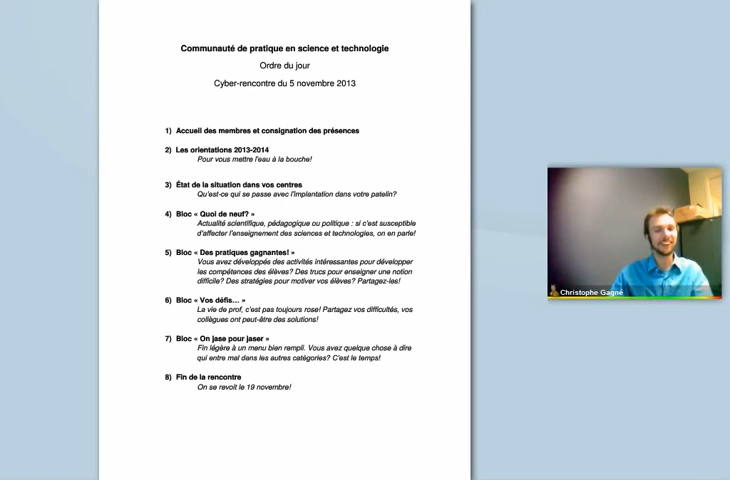 Communauté de pratique en science et technologie
Ordre du jour
Cyber-rencontre du 5 novembre 2013
1) Accueil des membres et consignation des présences
2) Les orientations 2013-2014
Pour vous mettre l'eau à la bouche!
3) État de la situation dans vos centres
Qu'est-ce qui se passe avec l'implantation dans votre patelin?
4) Bloc « Quoi de neuf? »
Actualité scientifique, pédagogique ou politique : si c'est susceptible
d'affecter l'enseignement des sciences et technologies, on en parle!
5) Bloc « Des pratiques gagnantes! »
Vous avez développés des activités intéressantes pour développer
les compétences des élèves? Des trucs pour enseigner une notion
difficile? Des stratégies pour motiver vos élèves? Partagez-les!
6) Bloc « Vos défis... »
La vie de prof, c'est pas toujours rose! Partagez vos difficultés, vos
collègues ont peut-être des solutions!
7) Bloc « On jase pour jaser »
Fin légère à un menu bien rempli. Vous avez quelque chose à dire
qui entre mal dans les autres catégories? C'est le temps!
8) Fin de la rencontre
On se revoit le 19 novembre!
Christophe Gagné